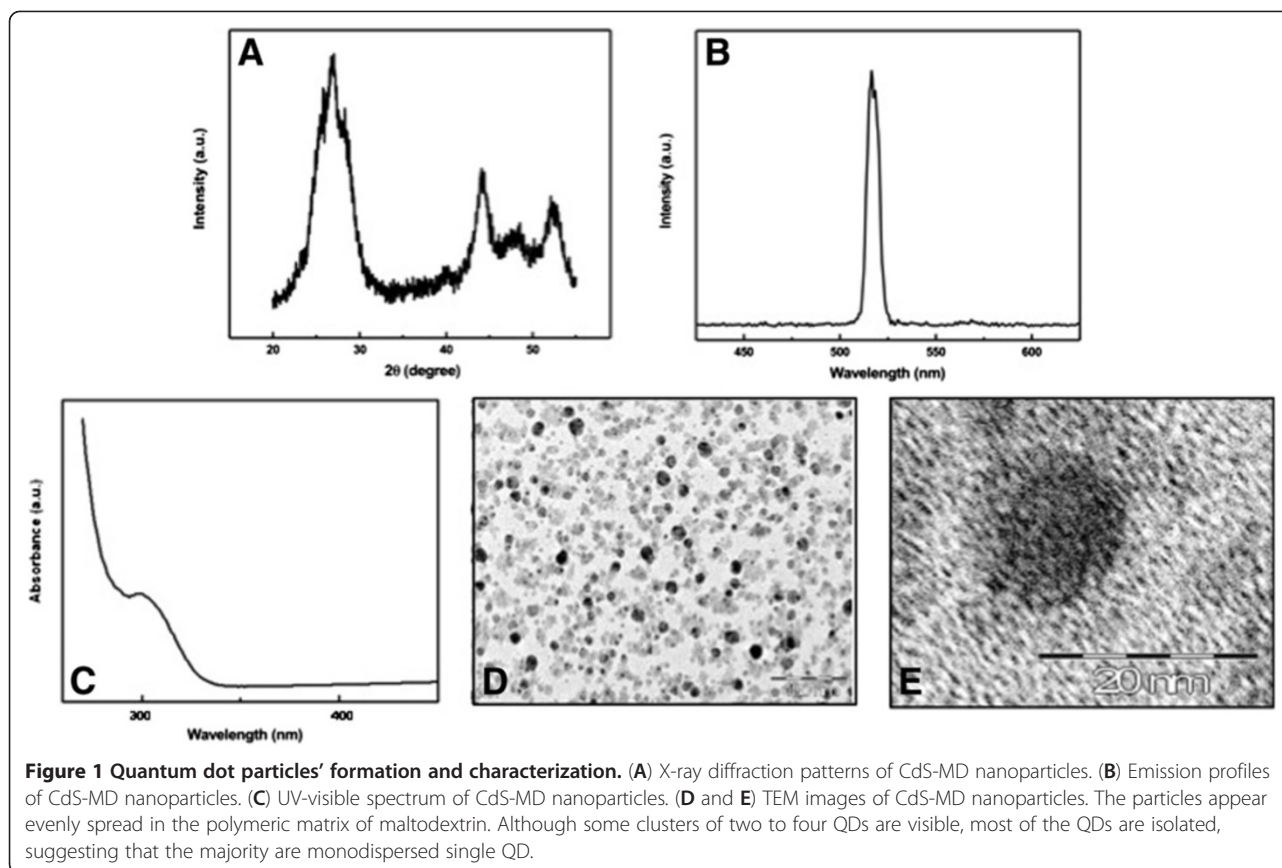 A
Intensity (a.u.)
20 30 40 50
2θ (degree)
B
Intensity (a.u.)
450 500 550 600
Wavelength (nm)
C
Absorbance (a.u.)
300 400
Wavelength (nm)
D
E
20 nm
Figure 1 Quantum dot particles’ formation and characterization. (A) X-ray diffraction patterns of CdS-MD nanoparticles. (B) Emission profiles
of CdS-MD nanoparticles. (C) UV-visible spectrum of CdS-MD nanoparticles. (D and E) TEM images of CdS-MD nanoparticles. The particles appear
evenly spread in the polymeric matrix of maltodextrin. Although some clusters of two to four QDs are visible, most of the QDs are isolated,
suggesting that the majority are monodispersed single QD.